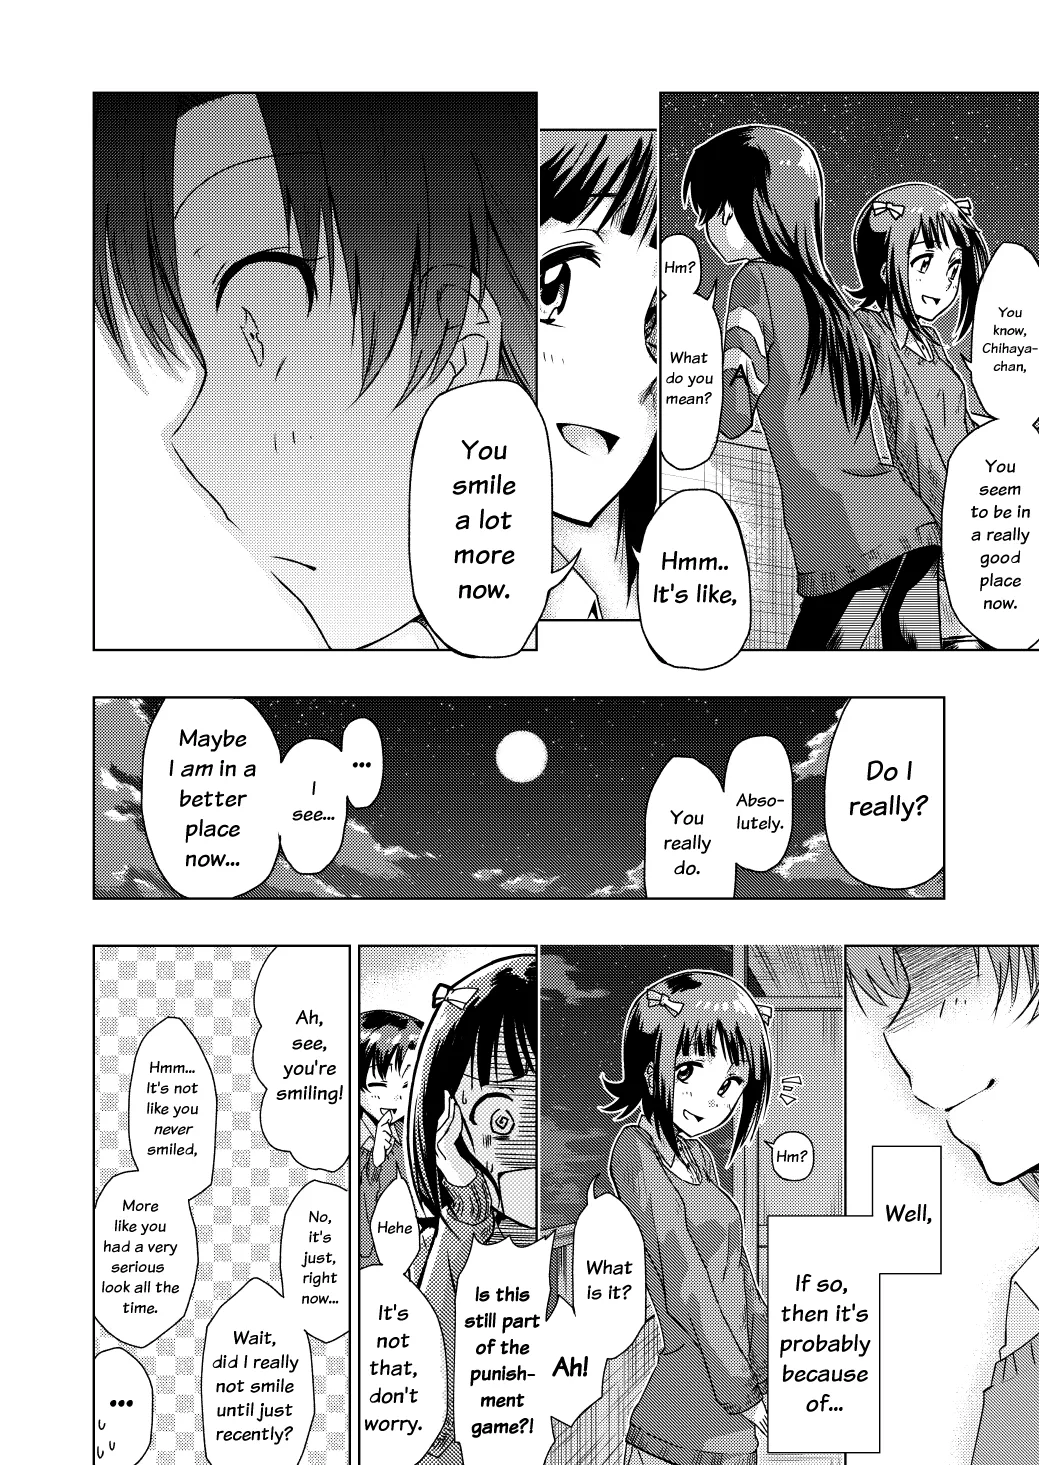 You
know,
Chihaya-
chan,
You
seem
to be in
a really
good
place
now.
Hm?
What
do you
mean?
A
Hmm..
It's like,
You
smile
a lot
more
now.
Do I
really?
Abso-
lutely.
You
really
do.
...
I
see...
Maybe
I am in a
better
place
now...
Well,
If so,
then it's
probably
because
of...
Hm?
What
is it?
Ah!
Is this
still part
of the
punish-
ment
game?!
Hehe
It's
not
that,
don't
worry.
Ah,
see,
you're
smiling!
No,
it's
just,
right
now...
Wait,
did I really
not smile
until just
recently?
Hmm...
It's not
like you
never
smiled,
More
like you
had a very
serious
look all the
time.
...